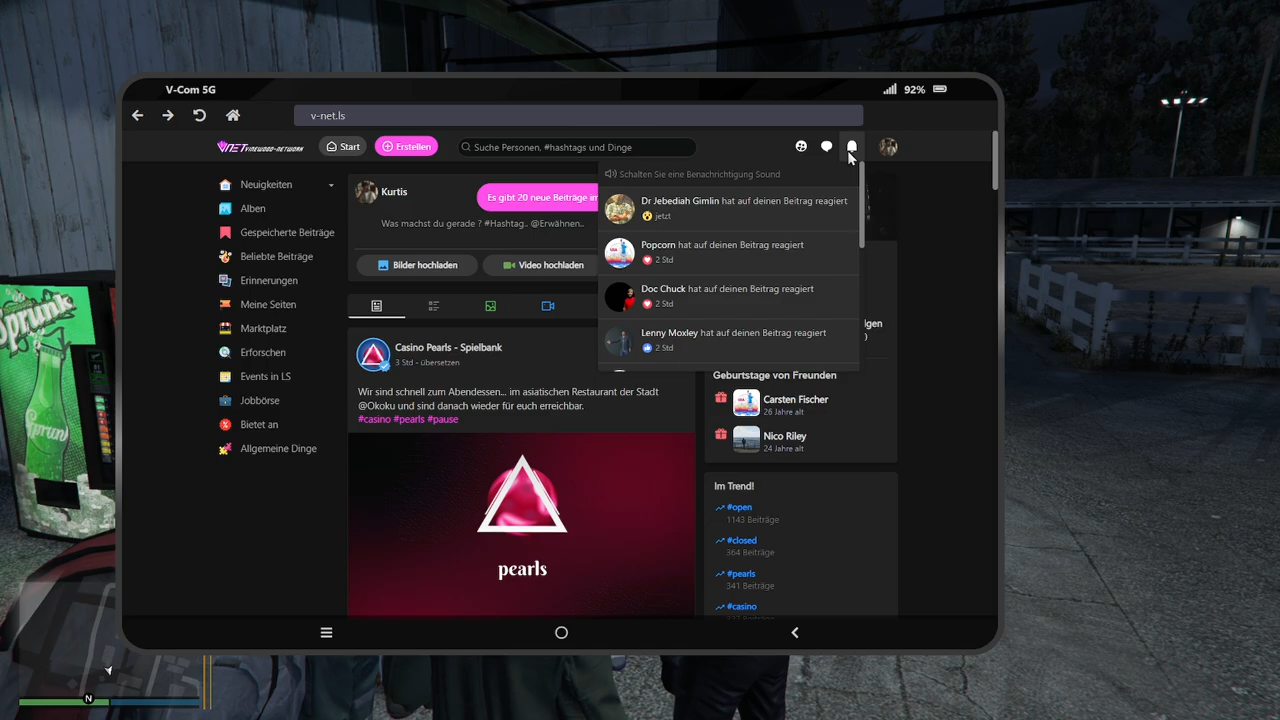 V-Com 5G
92%
v-net.ls
VNET VINEWOOD-NETWORK
Start
Erstellen
Suche Personen, #hashtags und Dinge
Neuigkeiten
Alben
Gespeicherte Beiträge
Beliebte Beiträge
Erinnerungen
Meine Seiten
Marktplatz
Erforschen
Events in LS
Jobbörse
Bietet an
Allgemeine Dinge
Kurtis
Es gibt 20 neue Beiträge im
Was machst du gerade ? #Hashtag.. @Erwähnen..
Bilder hochladen
Video hochladen
Casino Pearls - Spielbank
3 Std - übersetzen
Wir sind schnell zum Abendessen... im asiatischen Restaurant der Stadt
@Okoku und sind danach wieder für euch erreichbar.
#casino #pearls #pause
pearls
Schalten Sie eine Benachrichtigung Sound
Dr Jebediah Gimlin hat auf deinen Beitrag reagiert
jetzt
Popcorn hat auf deinen Beitrag reagiert
2 Std
Doc Chuck hat auf deinen Beitrag reagiert
2 Std
Lenny Moxley hat auf deinen Beitrag reagiert
2 Std
lgen
)
Geburtstage von Freunden
Carsten Fischer
26 Jahre alt
Nico Riley
24 Jahre alt
Im Trend!
#open
1143 Beiträge
#closed
364 Beiträge
#pearls
341 Beiträge
#casino
Sprunk
Sprunk
N